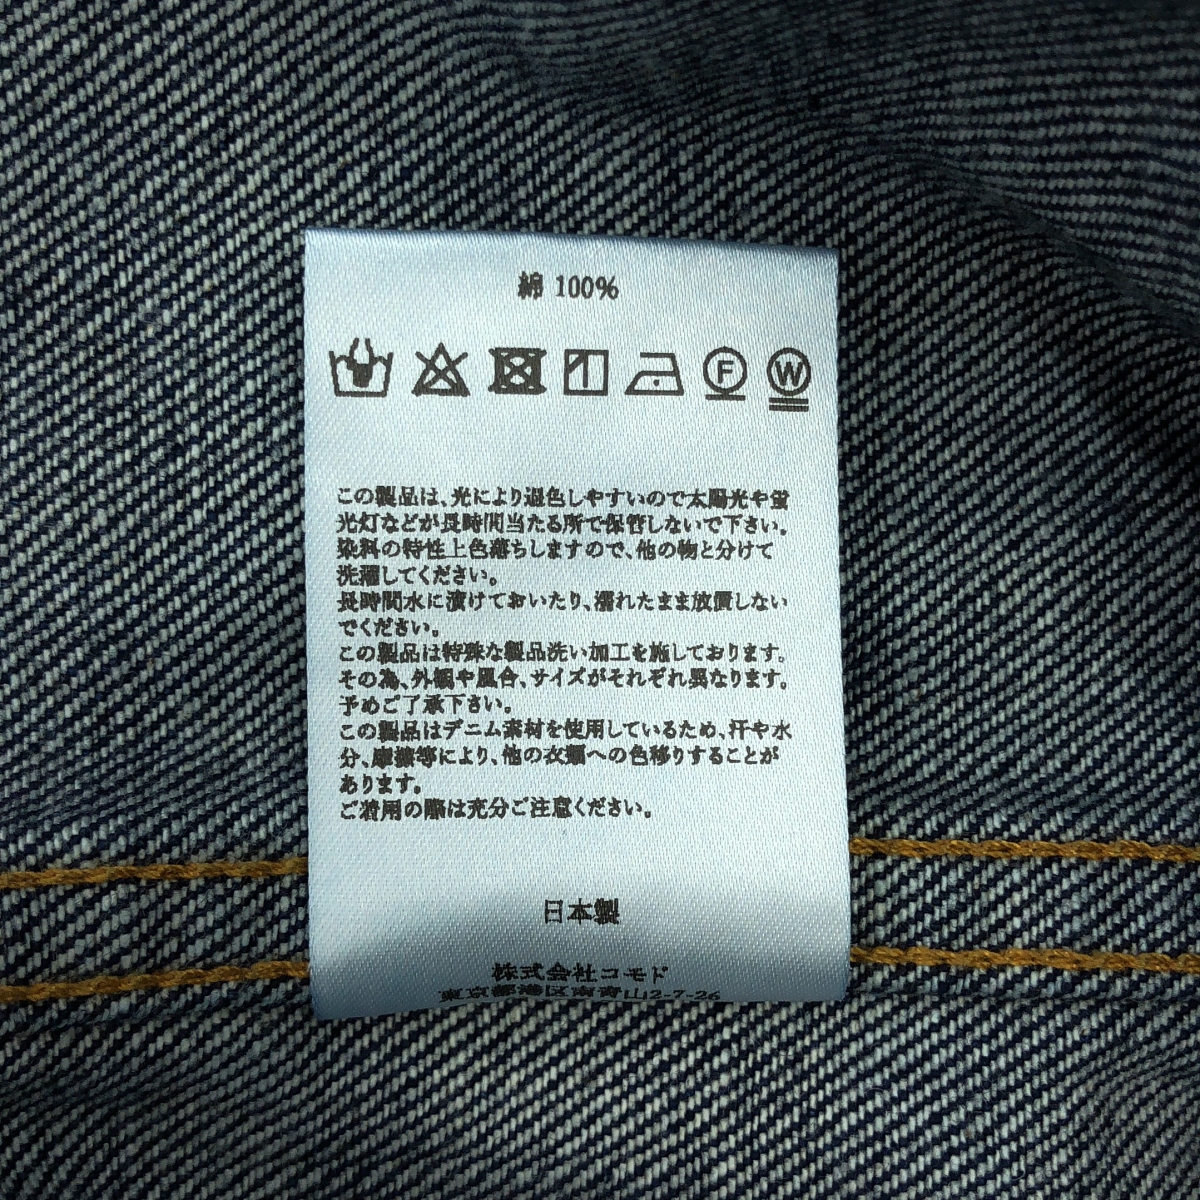 綿 100%
F W
この製品は、光により退色しやすいので太陽光や蛍
光灯などが長時間当たる所で保管しないで下さい。
染料の特性上色落ちしますので、他の物と分けて
洗濯してください。
長時間水に漬けておいたり、濡れたまま放置しない
でください。
この製品は特殊な製品洗い加工を施しております。
その為、外観や風合、サイズがそれぞれ異なります。
予めご了承下さい。
この製品はデニム素材を使用しているため、汗や水
分、摩擦等により、他の衣類への色移りすることが
あります。
ご着用の際は充分ご注意ください。
日本製
株式会社コモド
東京都港区南青山2-7-26